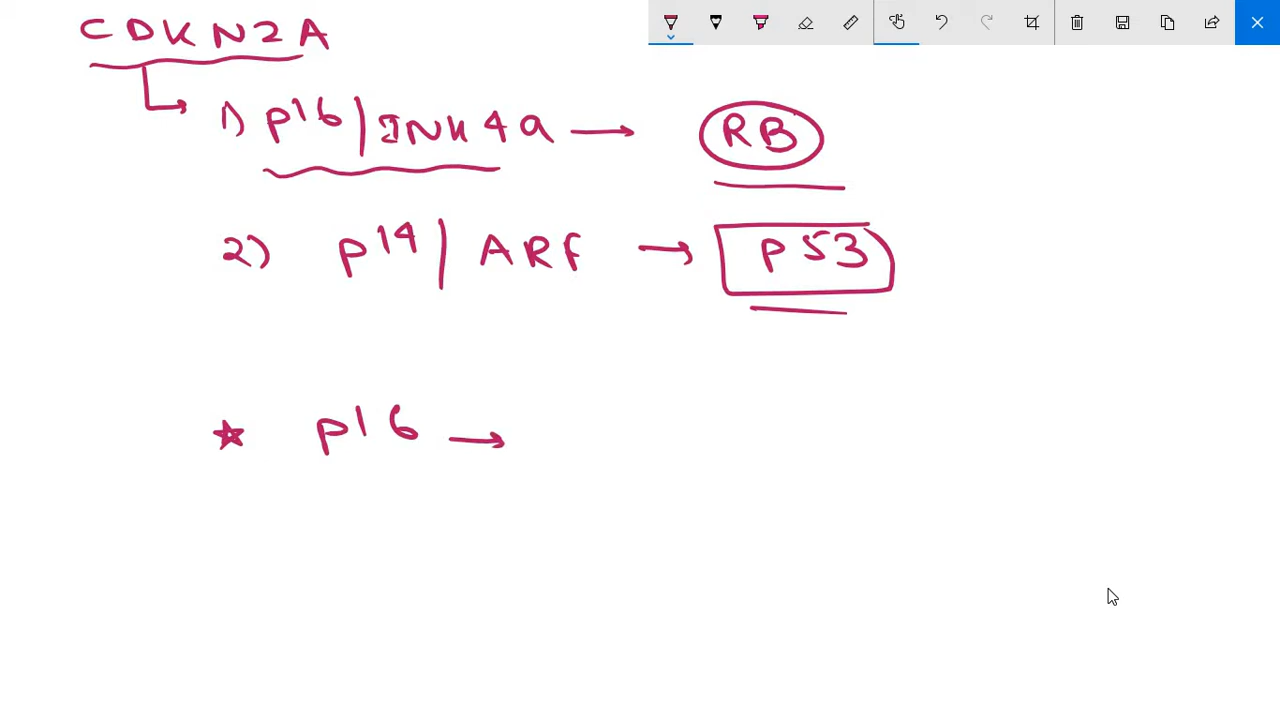 CDKN2A
1) p16 | INK4a → RB
2) p14 | ARF → p53
☆ p16 →